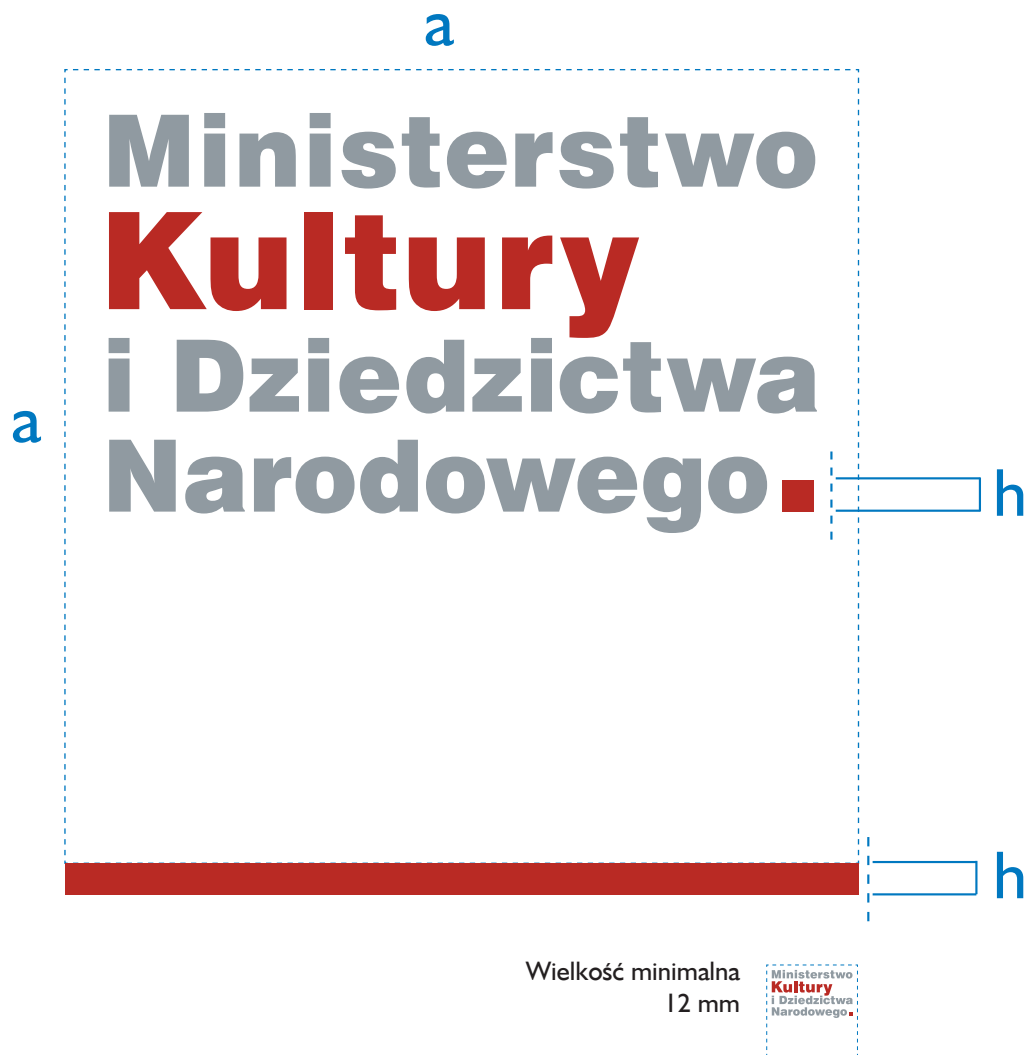 a
Ministerstwo
Kultury
i Dziedzictwa
a
Narodowego.
h
h
Wielkość minimalna
12 mm
Ministerstwo
Kultury
i Dziedzictwa
Narodowego.